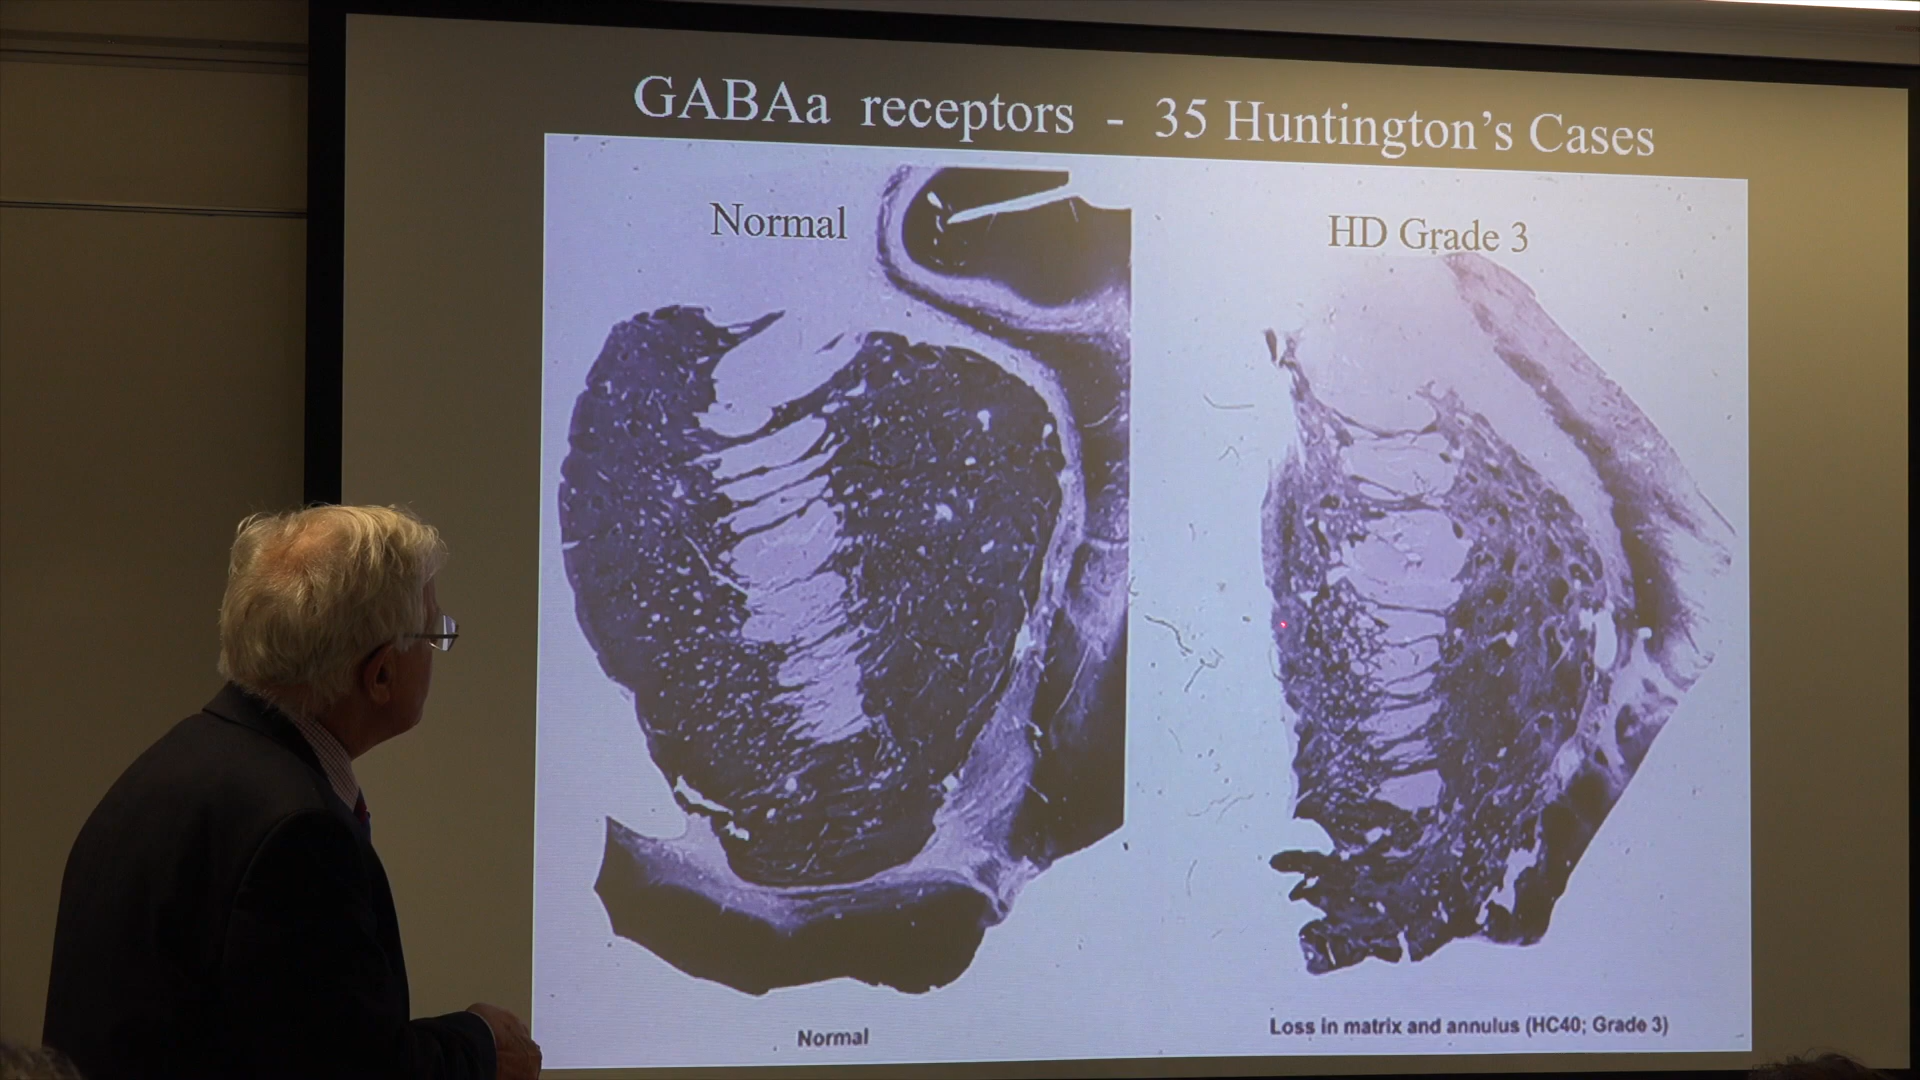 GABAa receptors - 35 Huntington's Cases
Normal
HD Grade 3
Normal
Loss in matrix and annulus (HC40; Grade 3)